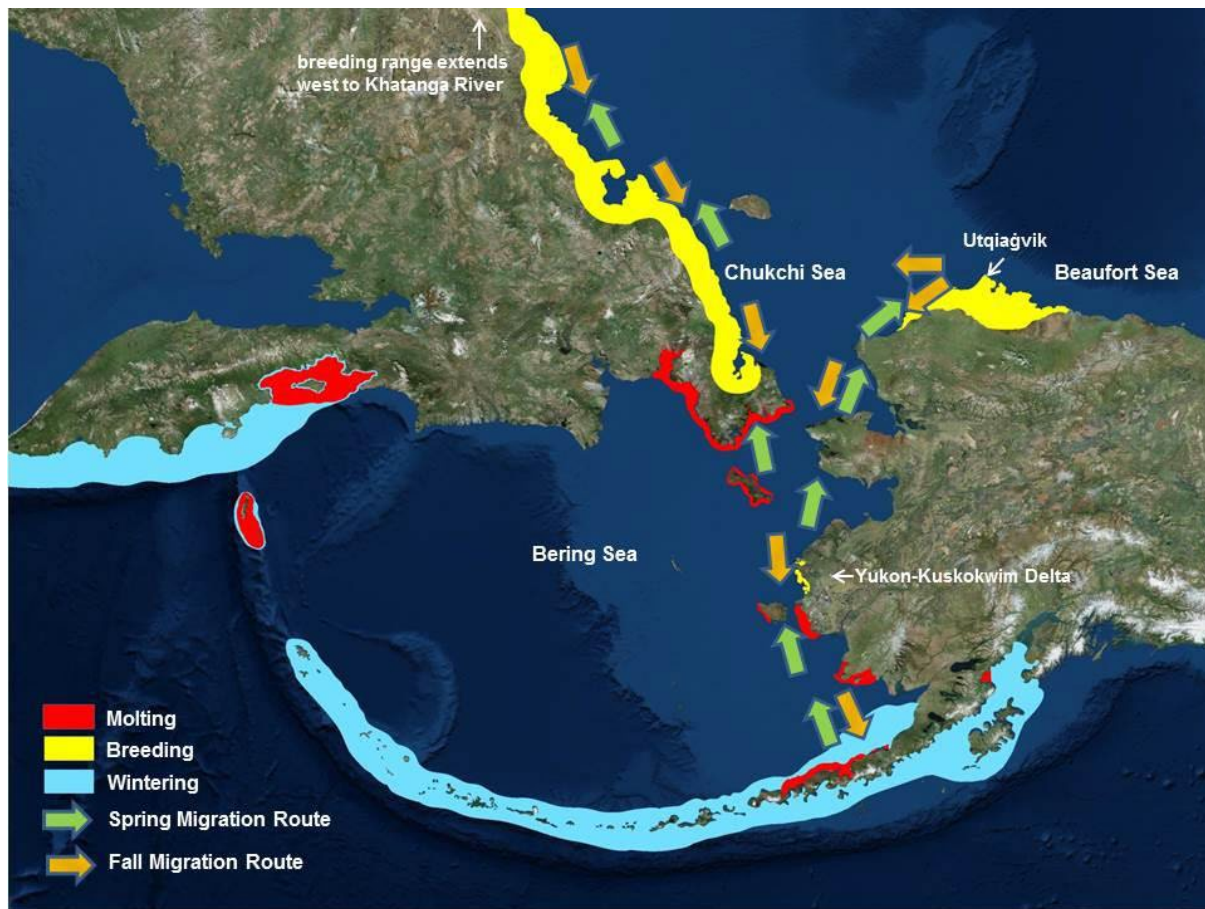 breeding range extends
west to Khatanga River
Utqiaġvik
Chukchi Sea
Beaufort Sea
Bering Sea
Yukon-Kuskokwim Delta
Molting
Breeding
Wintering
Spring Migration Route
Fall Migration Route